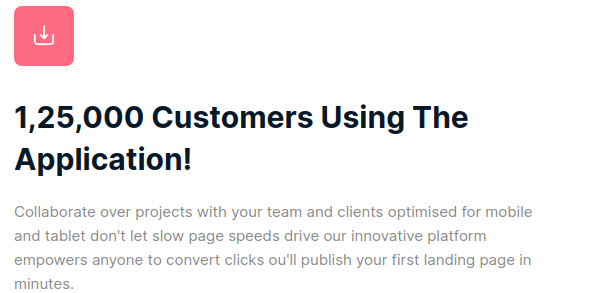 1,25,000 Customers Using The
Application!
Collaborate over projects with your team and clients optimised for mobile
and tablet don't let slow page speeds drive our innovative platform
empowers anyone to convert clicks ou'll publish your first landing page in
minutes.